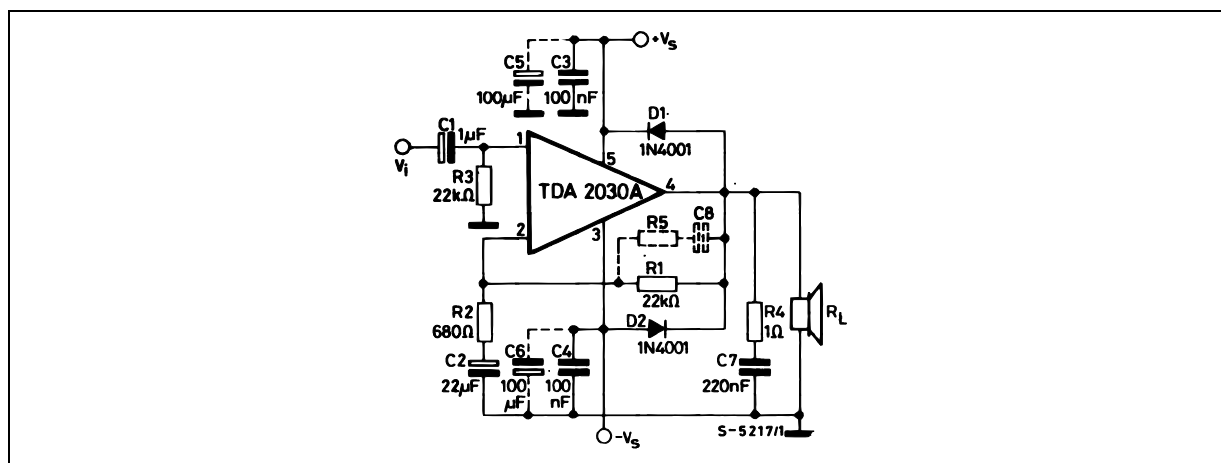 +Vs
C5
C3
100µF
100 nF
D1
1N4001
C1
1µF
Vi
1
5
R3
22kΩ
TDA 2030A
4
2
3
R5
C8
R1
22kΩ
R2
680Ω
D2
1N4001
R4
1Ω
RL
C2
22µF
C6
100
µF
C4
100
nF
C7
220nF
S-5217/1
-Vs